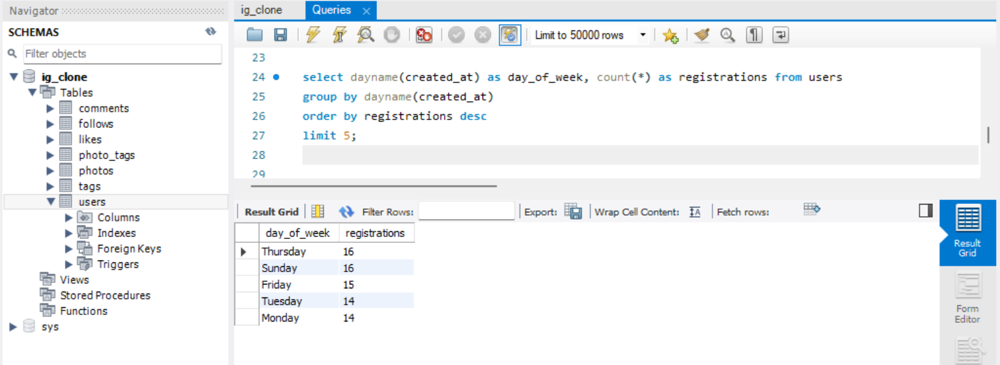 Navigator
SCHEMAS
Filter objects
ig_clone
Tables
comments
follows
likes
photo_tags
photos
tags
users
Columns
Indexes
Foreign Keys
Triggers
Views
Stored Procedures
Functions
sys
ig_clone Queries
Limit to 50000 rows
23
24 select dayname(created_at) as day_of_week, count(*) as registrations from users
25 group by dayname(created_at)
26 order by registrations desc
27 limit 5;
28
29
Result Grid Filter Rows: Export: Wrap Cell Content: Fetch rows:
day_of_week registrations
Thursday 16
Sunday 16
Friday 15
Tuesday 14
Monday 14
Result
Grid
Form
Editor